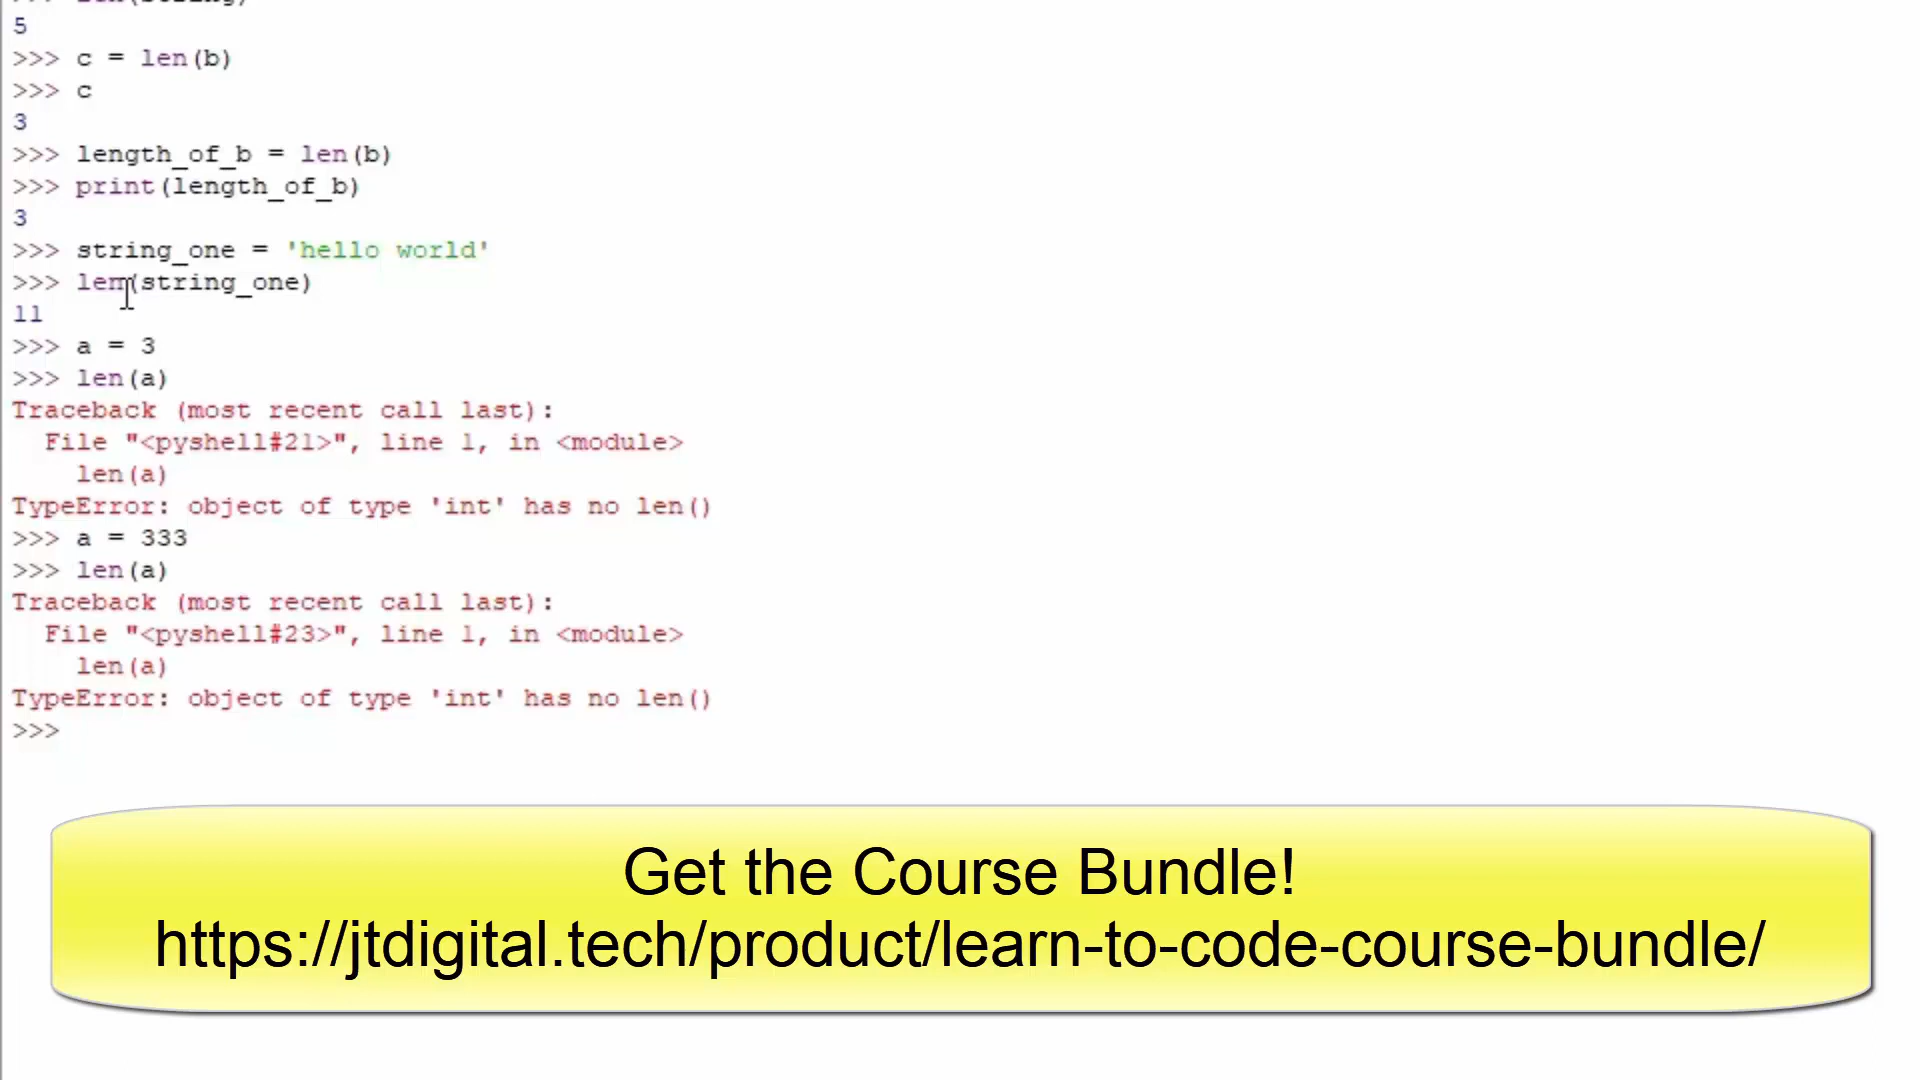 >>> len(string)
5
>>> c = len(b)
>>> c
3
>>> length_of_b = len(b)
>>> print(length_of_b)
3
>>> string_one = 'hello world'
>>> len(string_one)
11
>>> a = 3
>>> len(a)
Traceback (most recent call last):
  File "<pyshell#21>", line 1, in <module>
    len(a)
TypeError: object of type 'int' has no len()
>>> a = 333
>>> len(a)
Traceback (most recent call last):
  File "<pyshell#23>", line 1, in <module>
    len(a)
TypeError: object of type 'int' has no len()
>>>
Get the Course Bundle!
https://jtdigital.tech/product/learn-to-code-course-bundle/